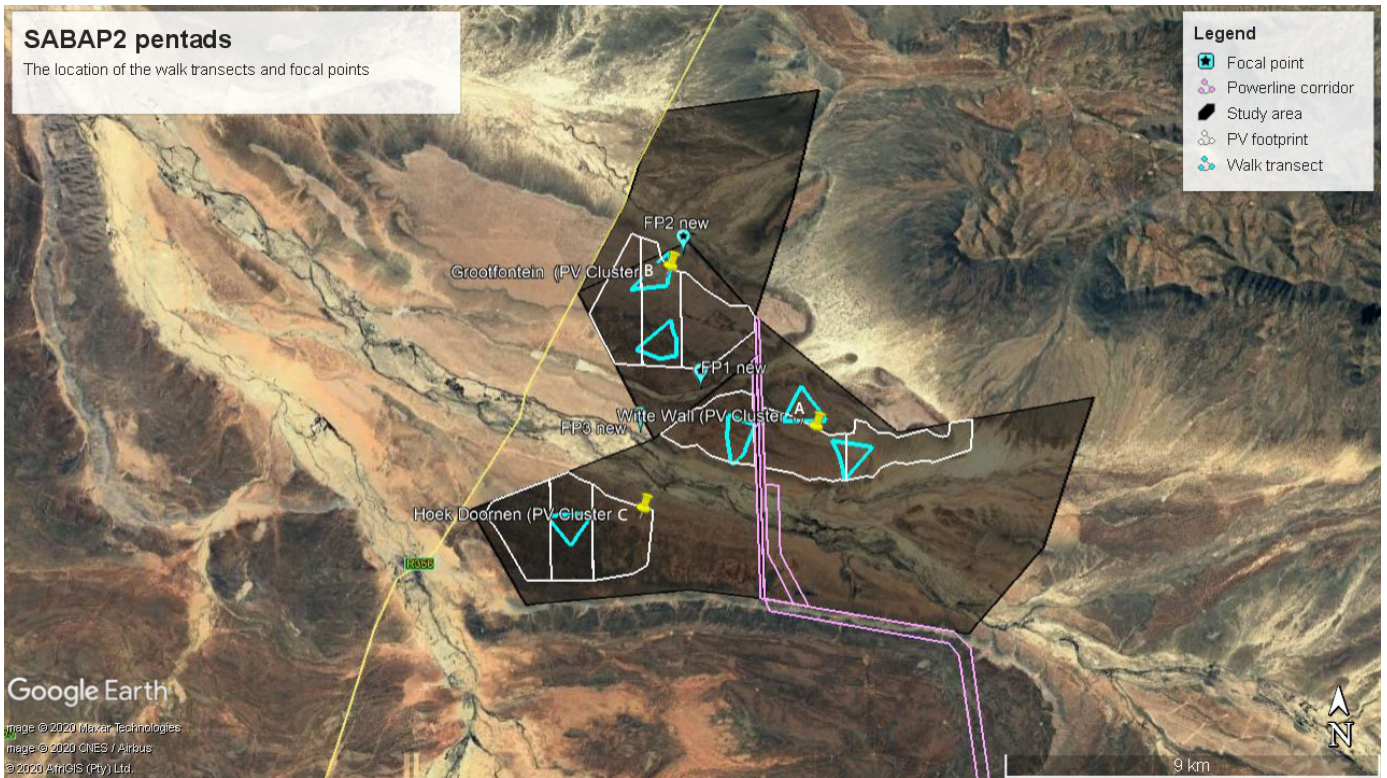 SABAP2 pentads
The location of the walk transects and focal points
Legend
Focal point
Powerline corridor
Study area
PV footprint
Walk transect
FP2 new
Grootfontein (PV Cluster B
FP1 new
A
Witte Wall (PV Cluster
FP3 new
Hoek Doornen (PV Cluster C
R356
Google Earth
mage © 2020 Maxar Technologies
mage © 2020 CNES / Airbus
© 2020 AfriGIS (Pty) Ltd.
N
9 km